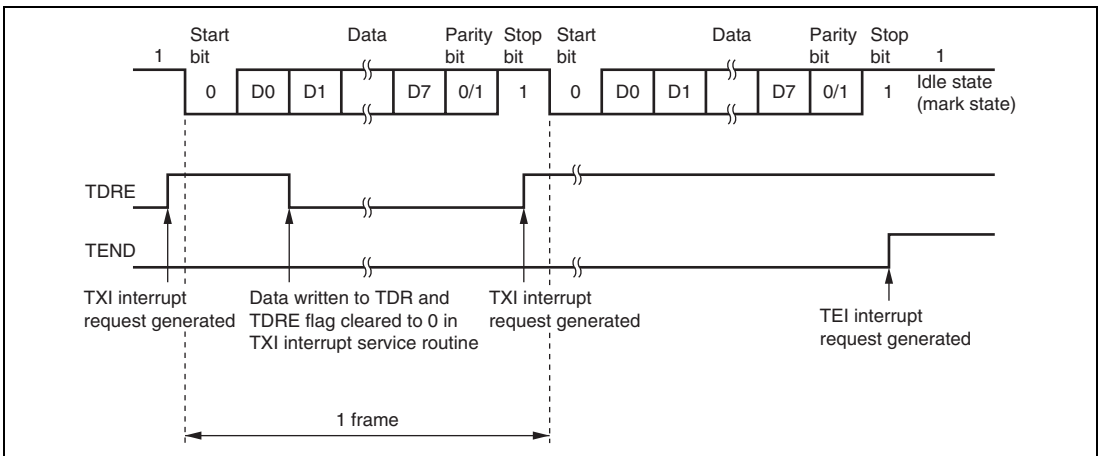 Start Data Parity Stop Start Data Parity Stop
1 bit bit bit bit bit bit 1
0 D0 D1 D7 0/1 1 0 D0 D1 D7 0/1 1 Idle state
(mark state)
TDRE
TEND
TXI interrupt
request generated
Data written to TDR and
TDRE flag cleared to 0 in
TXI interrupt service routine
TXI interrupt
request generated
TEI interrupt
request generated
1 frame